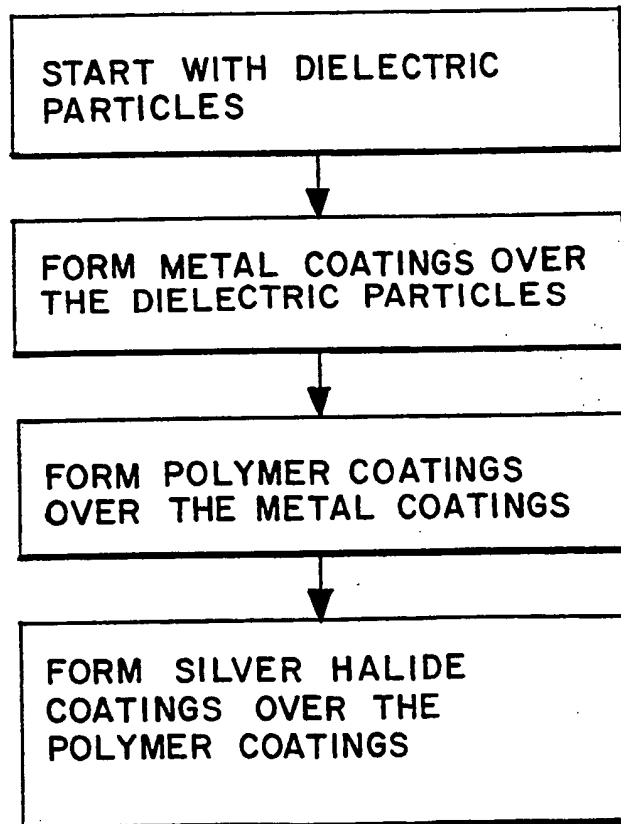 START WITH DIELECTRIC
PARTICLES
FORM METAL COATINGS OVER
THE DIELECTRIC PARTICLES
FORM POLYMER COATINGS
OVER THE METAL COATINGS
FORM SILVER HALIDE
COATINGS OVER THE
POLYMER COATINGS